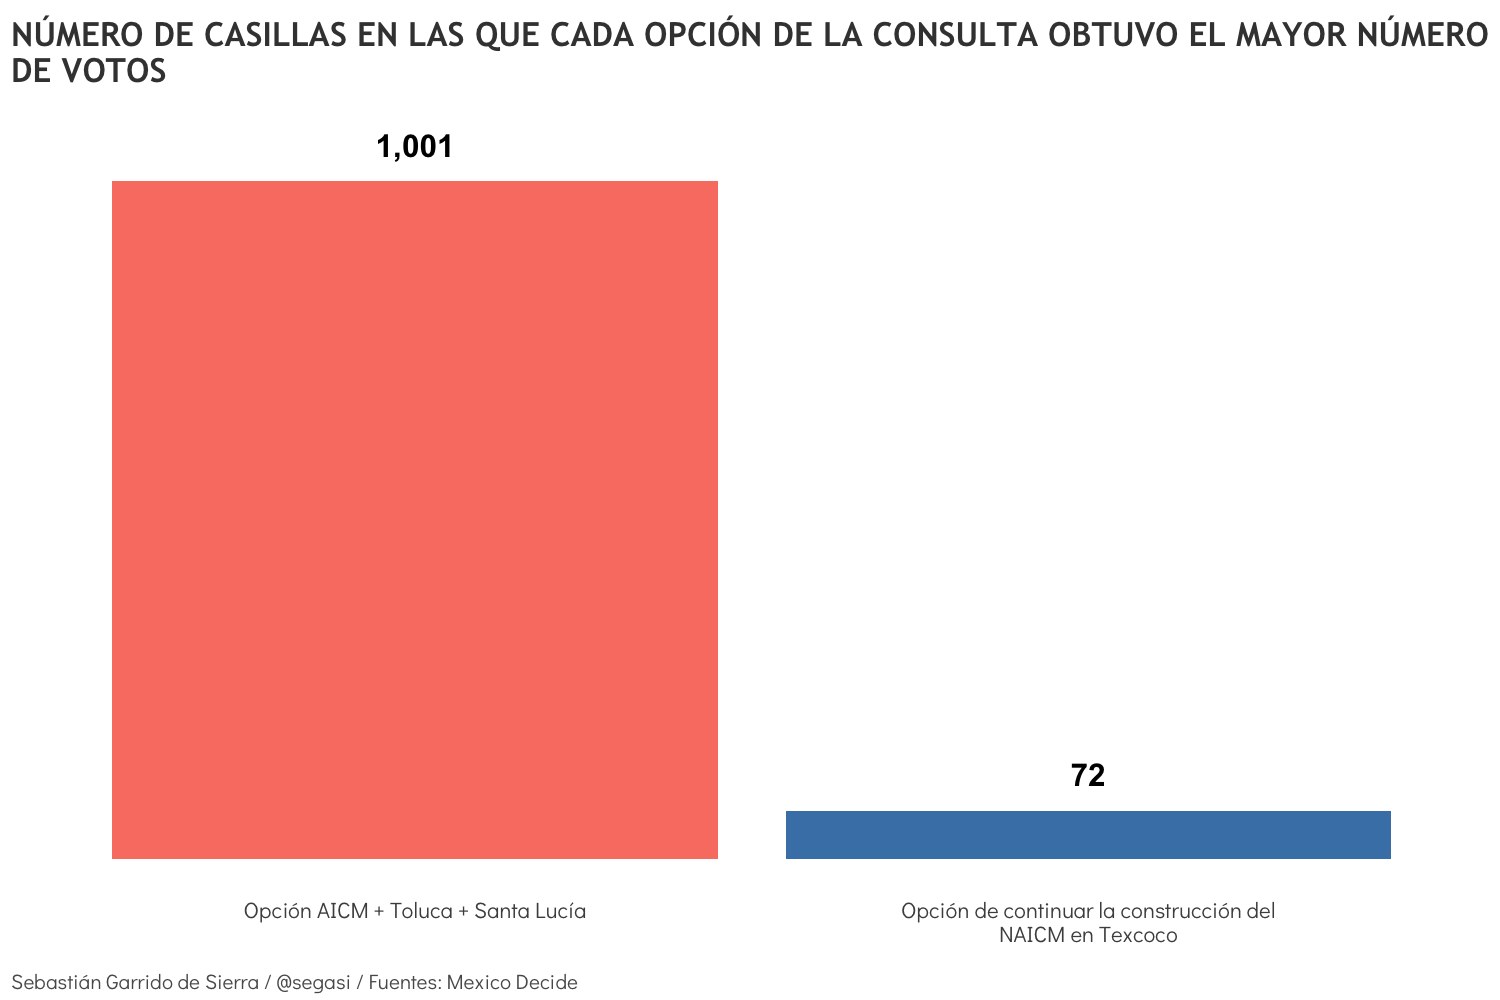 NÚMERO DE CASILLAS EN LAS QUE CADA OPCIÓN DE LA CONSULTA OBTUVO EL MAYOR NÚMERO
DE VOTOS
1,001
72
Opción AICM + Toluca + Santa Lucía
Opción de continuar la construcción del
NAICM en Texcoco
Sebastián Garrido de Sierra / @segasi / Fuentes: Mexico Decide